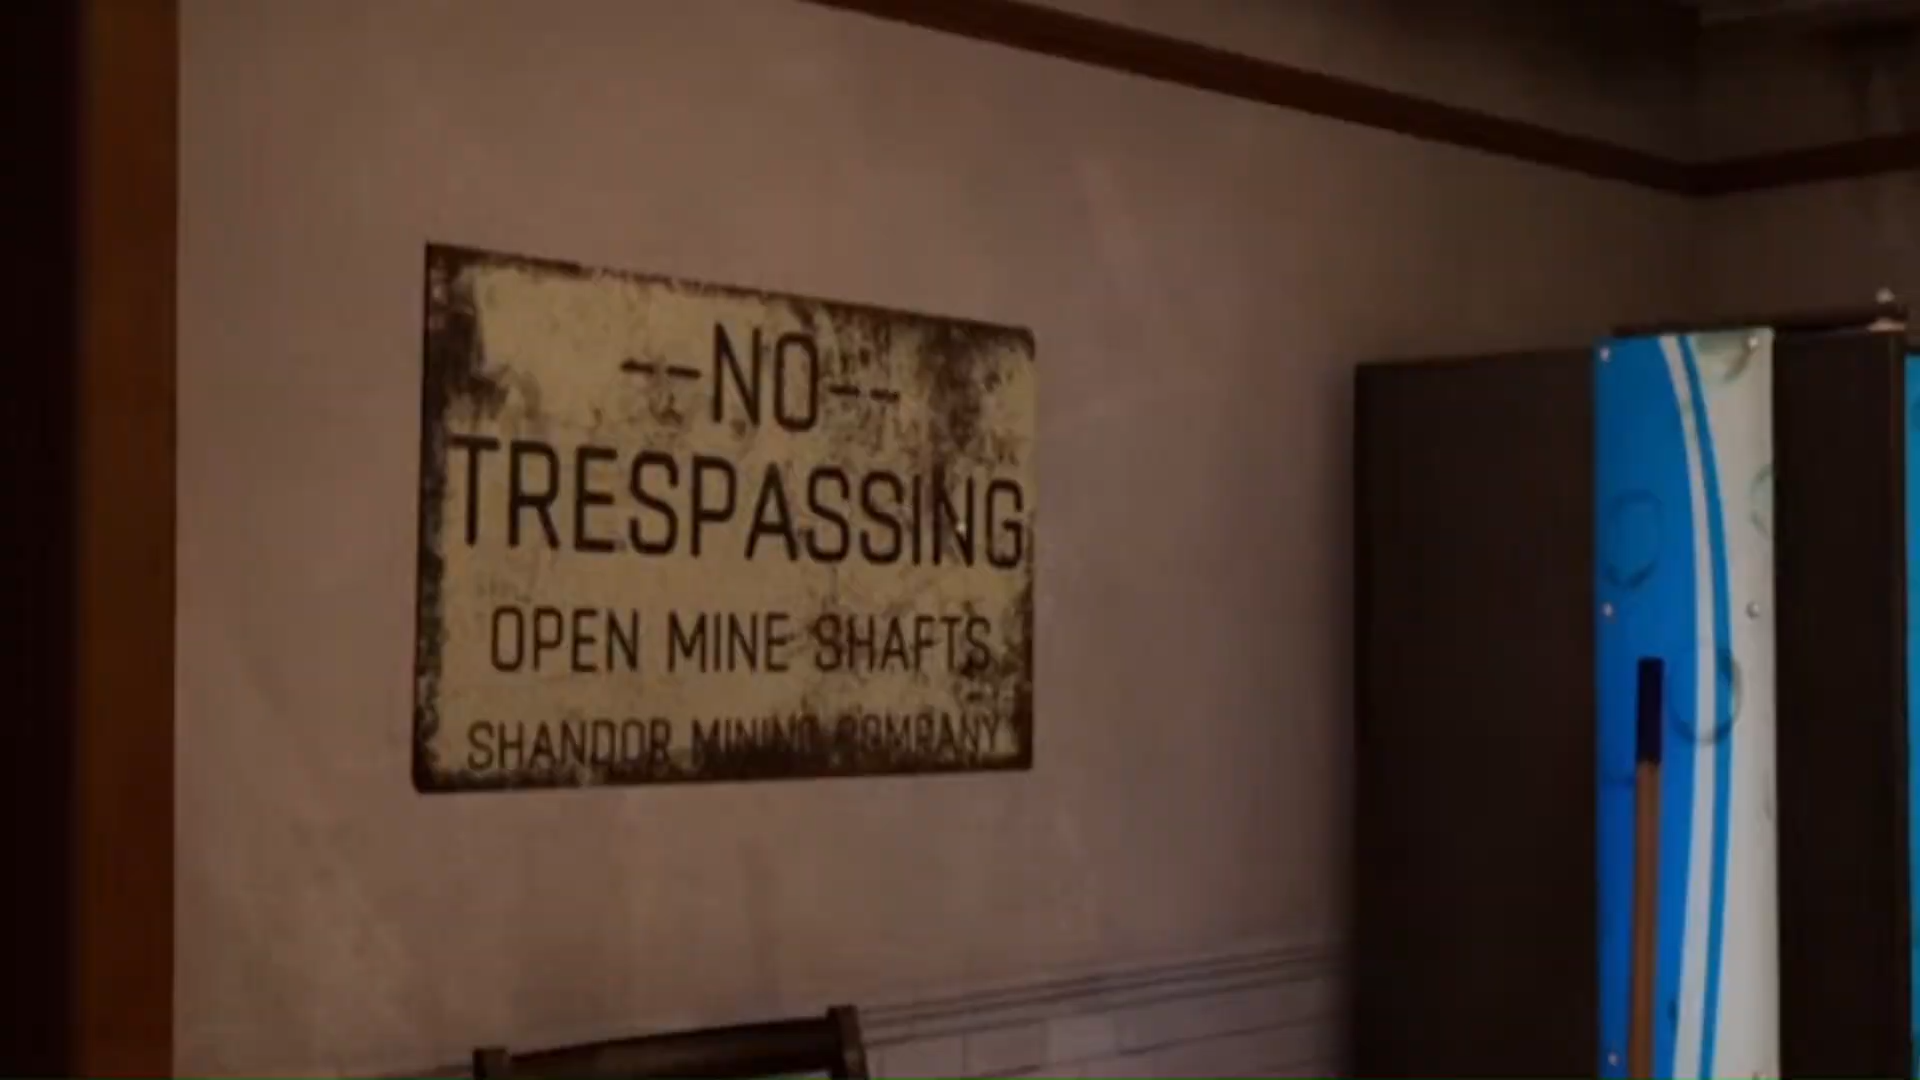 --NO--
TRESPASSING
OPEN MINE SHAFTS
SHANDOR MINING COMPANY